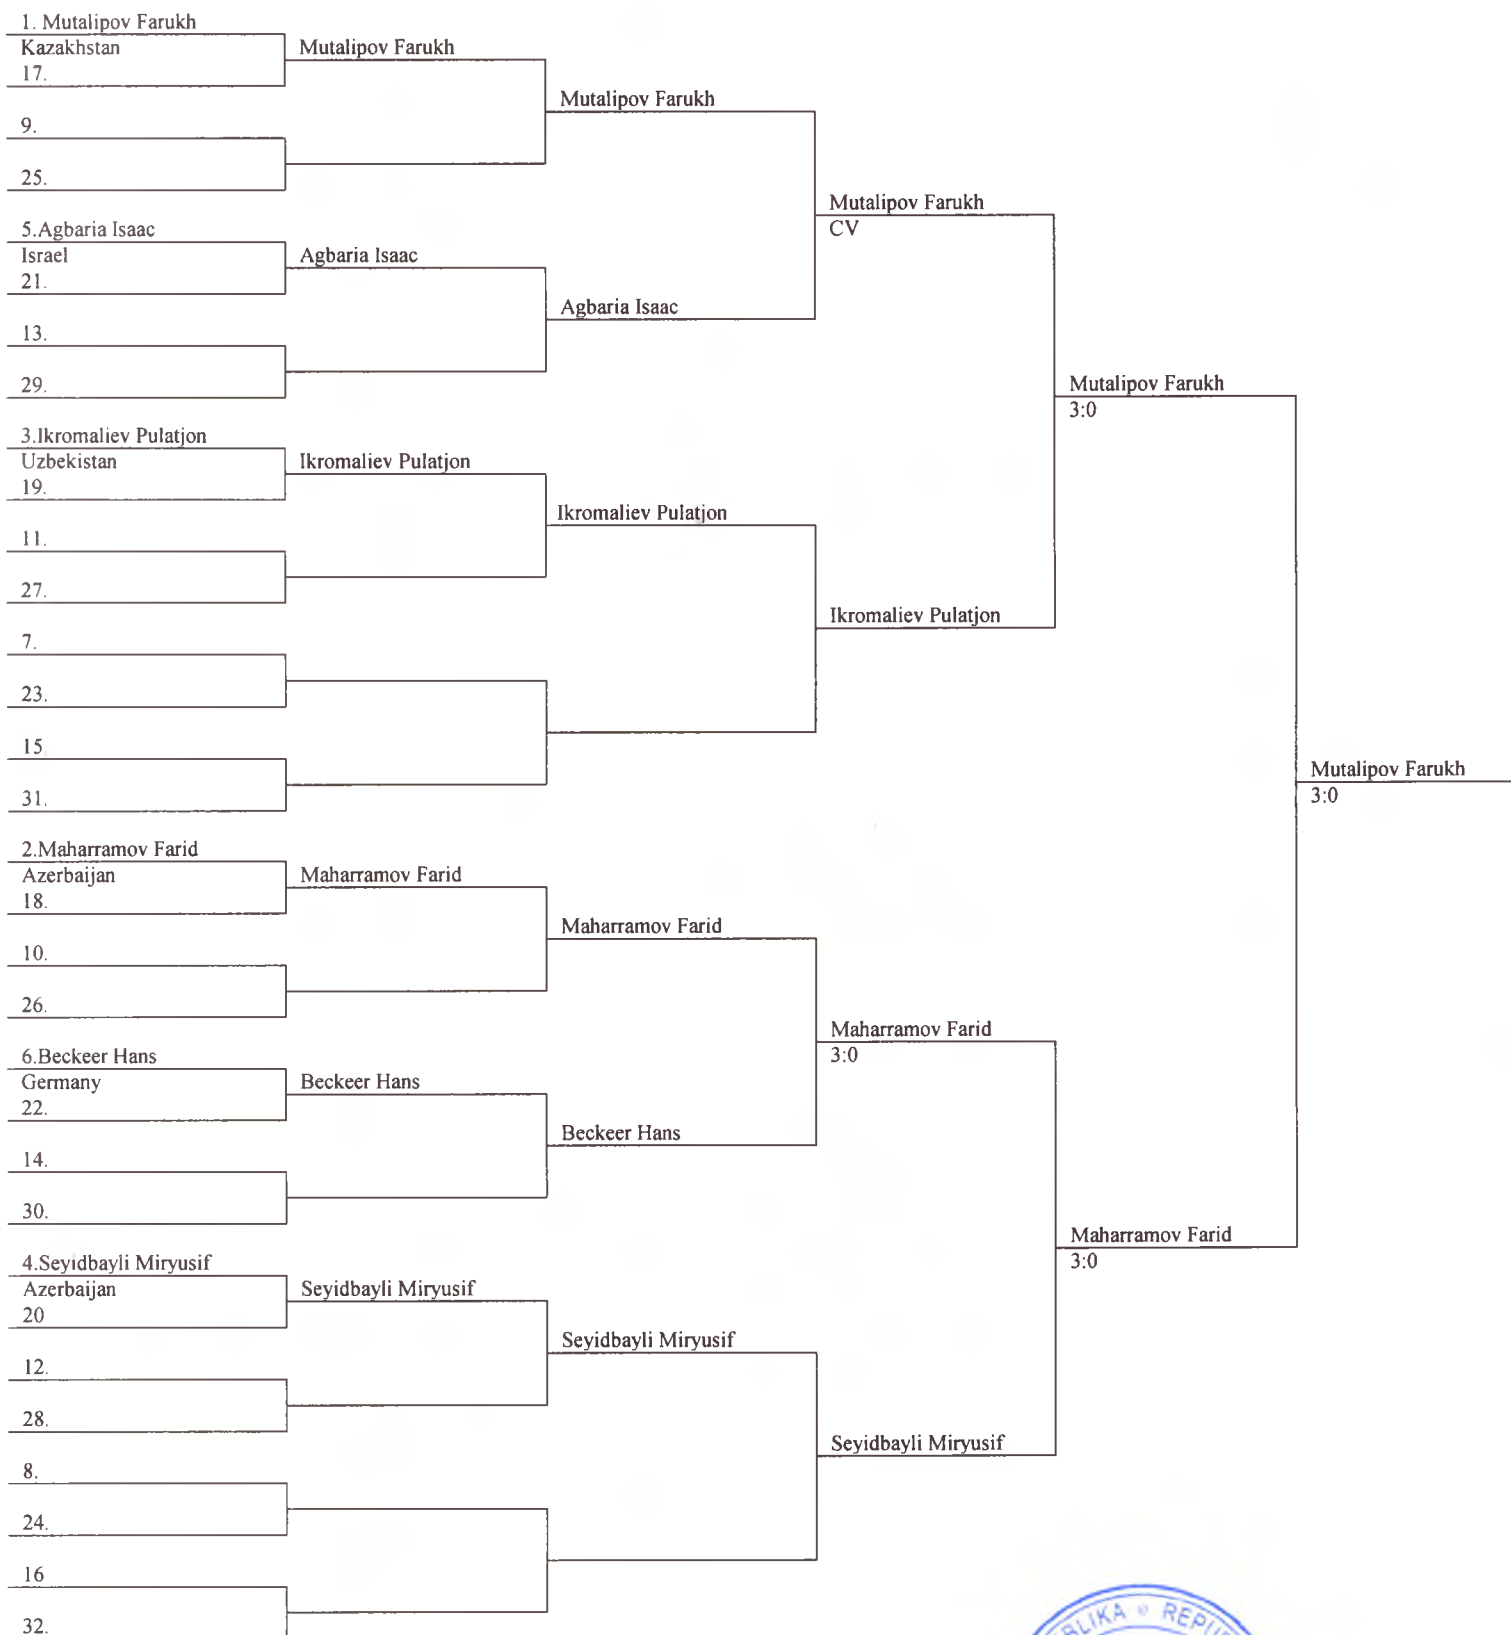 1. Mutalipov Farukh
Kazakhstan
17.
9.
25.
5.Agbaria Isaac
Israel
21.
13.
29.
3.Ikromaliev Pulatjon
Uzbekistan
19.
11.
27.
7.
23.
15
31.
2.Maharramov Farid
Azerbaijan
18.
10.
26.
6.Beckeer Hans
Germany
22.
14.
30.
4.Seyidbayli Miryusif
Azerbaijan
20
12.
28.
8.
24.
16
32.
Mutalipov Farukh
Agbaria Isaac
Ikromaliev Pulatjon
Maharramov Farid
Beckeer Hans
Seyidbayli Miryusif
Mutalipov Farukh
Agbaria Isaac
Ikromaliev Pulatjon
Maharramov Farid
Beckeer Hans
Seyidbayli Miryusif
Mutalipov Farukh
CV
Ikromaliev Pulatjon
Maharramov Farid
3:0
Seyidbayli Miryusif
Mutalipov Farukh
3:0
Maharramov Farid
3:0
Mutalipov Farukh
3:0